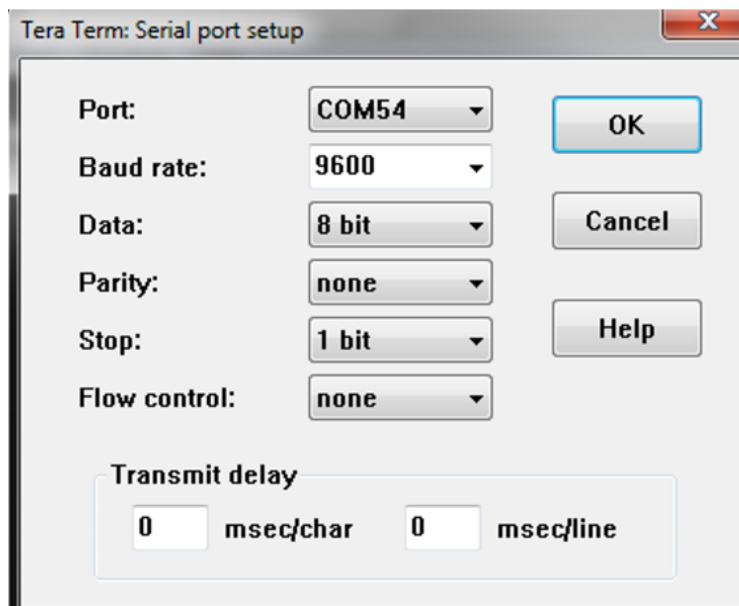 Tera Term: Serial port setup
Port: COM54 OK
Baud rate: 9600
Data: 8 bit Cancel
Parity: none
Stop: 1 bit Help
Flow control: none
Transmit delay
0 msec/char 0 msec/line